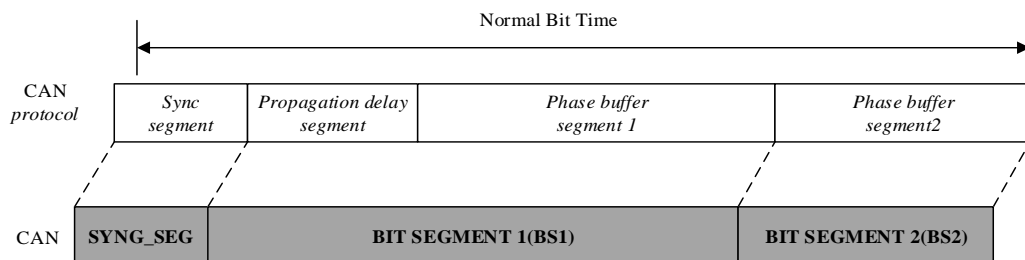 Normal Bit Time
CAN
protocol
Sync
segment
Propagation delay
segment
Phase buffer
segment 1
Phase buffer
segment2
CAN
SYNG_SEG
BIT SEGMENT 1(BS1)
BIT SEGMENT 2(BS2)